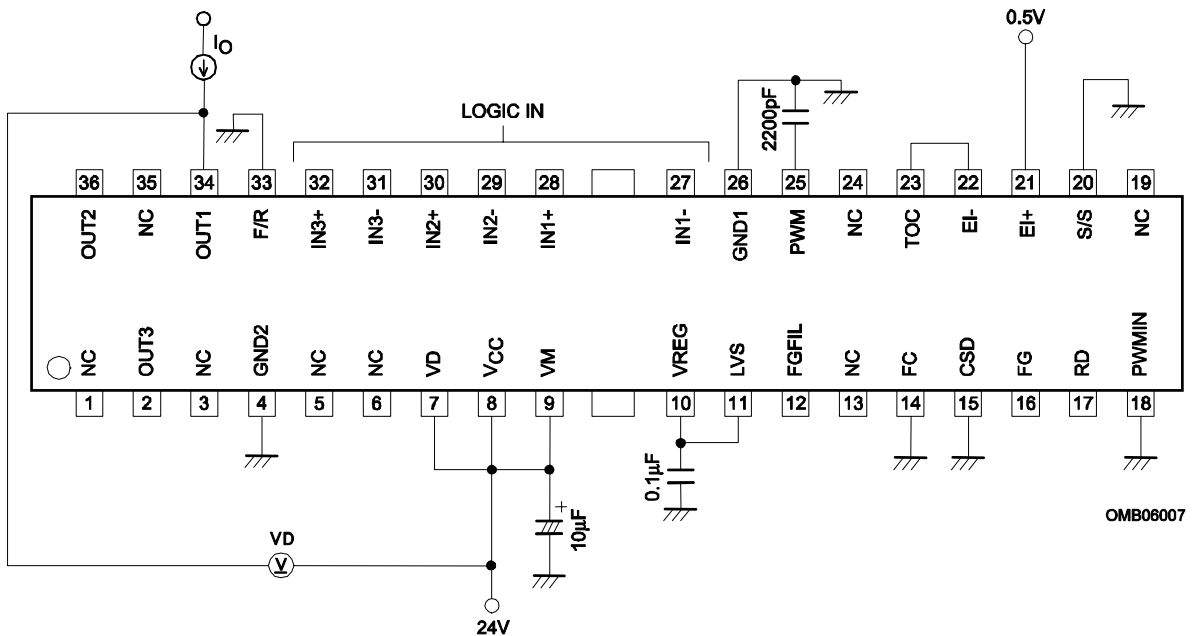 0.5V
IO
LOGIC IN
2200pF
36 35 34 33 32 31 30 29 28 27 26 25 24 23 22 21 20 19
OUT2 NC OUT1 F/R IN3+ IN3- IN2+ IN2- IN1+ IN1- GND1 PWM NC TOC EI- EI+ S/S NC
NC OUT3 NC GND2 NC NC VD VCC VM VREG LVS FGFIL NC FC CSD FG RD PWMIN
1 2 3 4 5 6 7 8 9 10 11 12 13 14 15 16 17 18
0.1µF
+
10µF
OMB06007
VD
V
24V